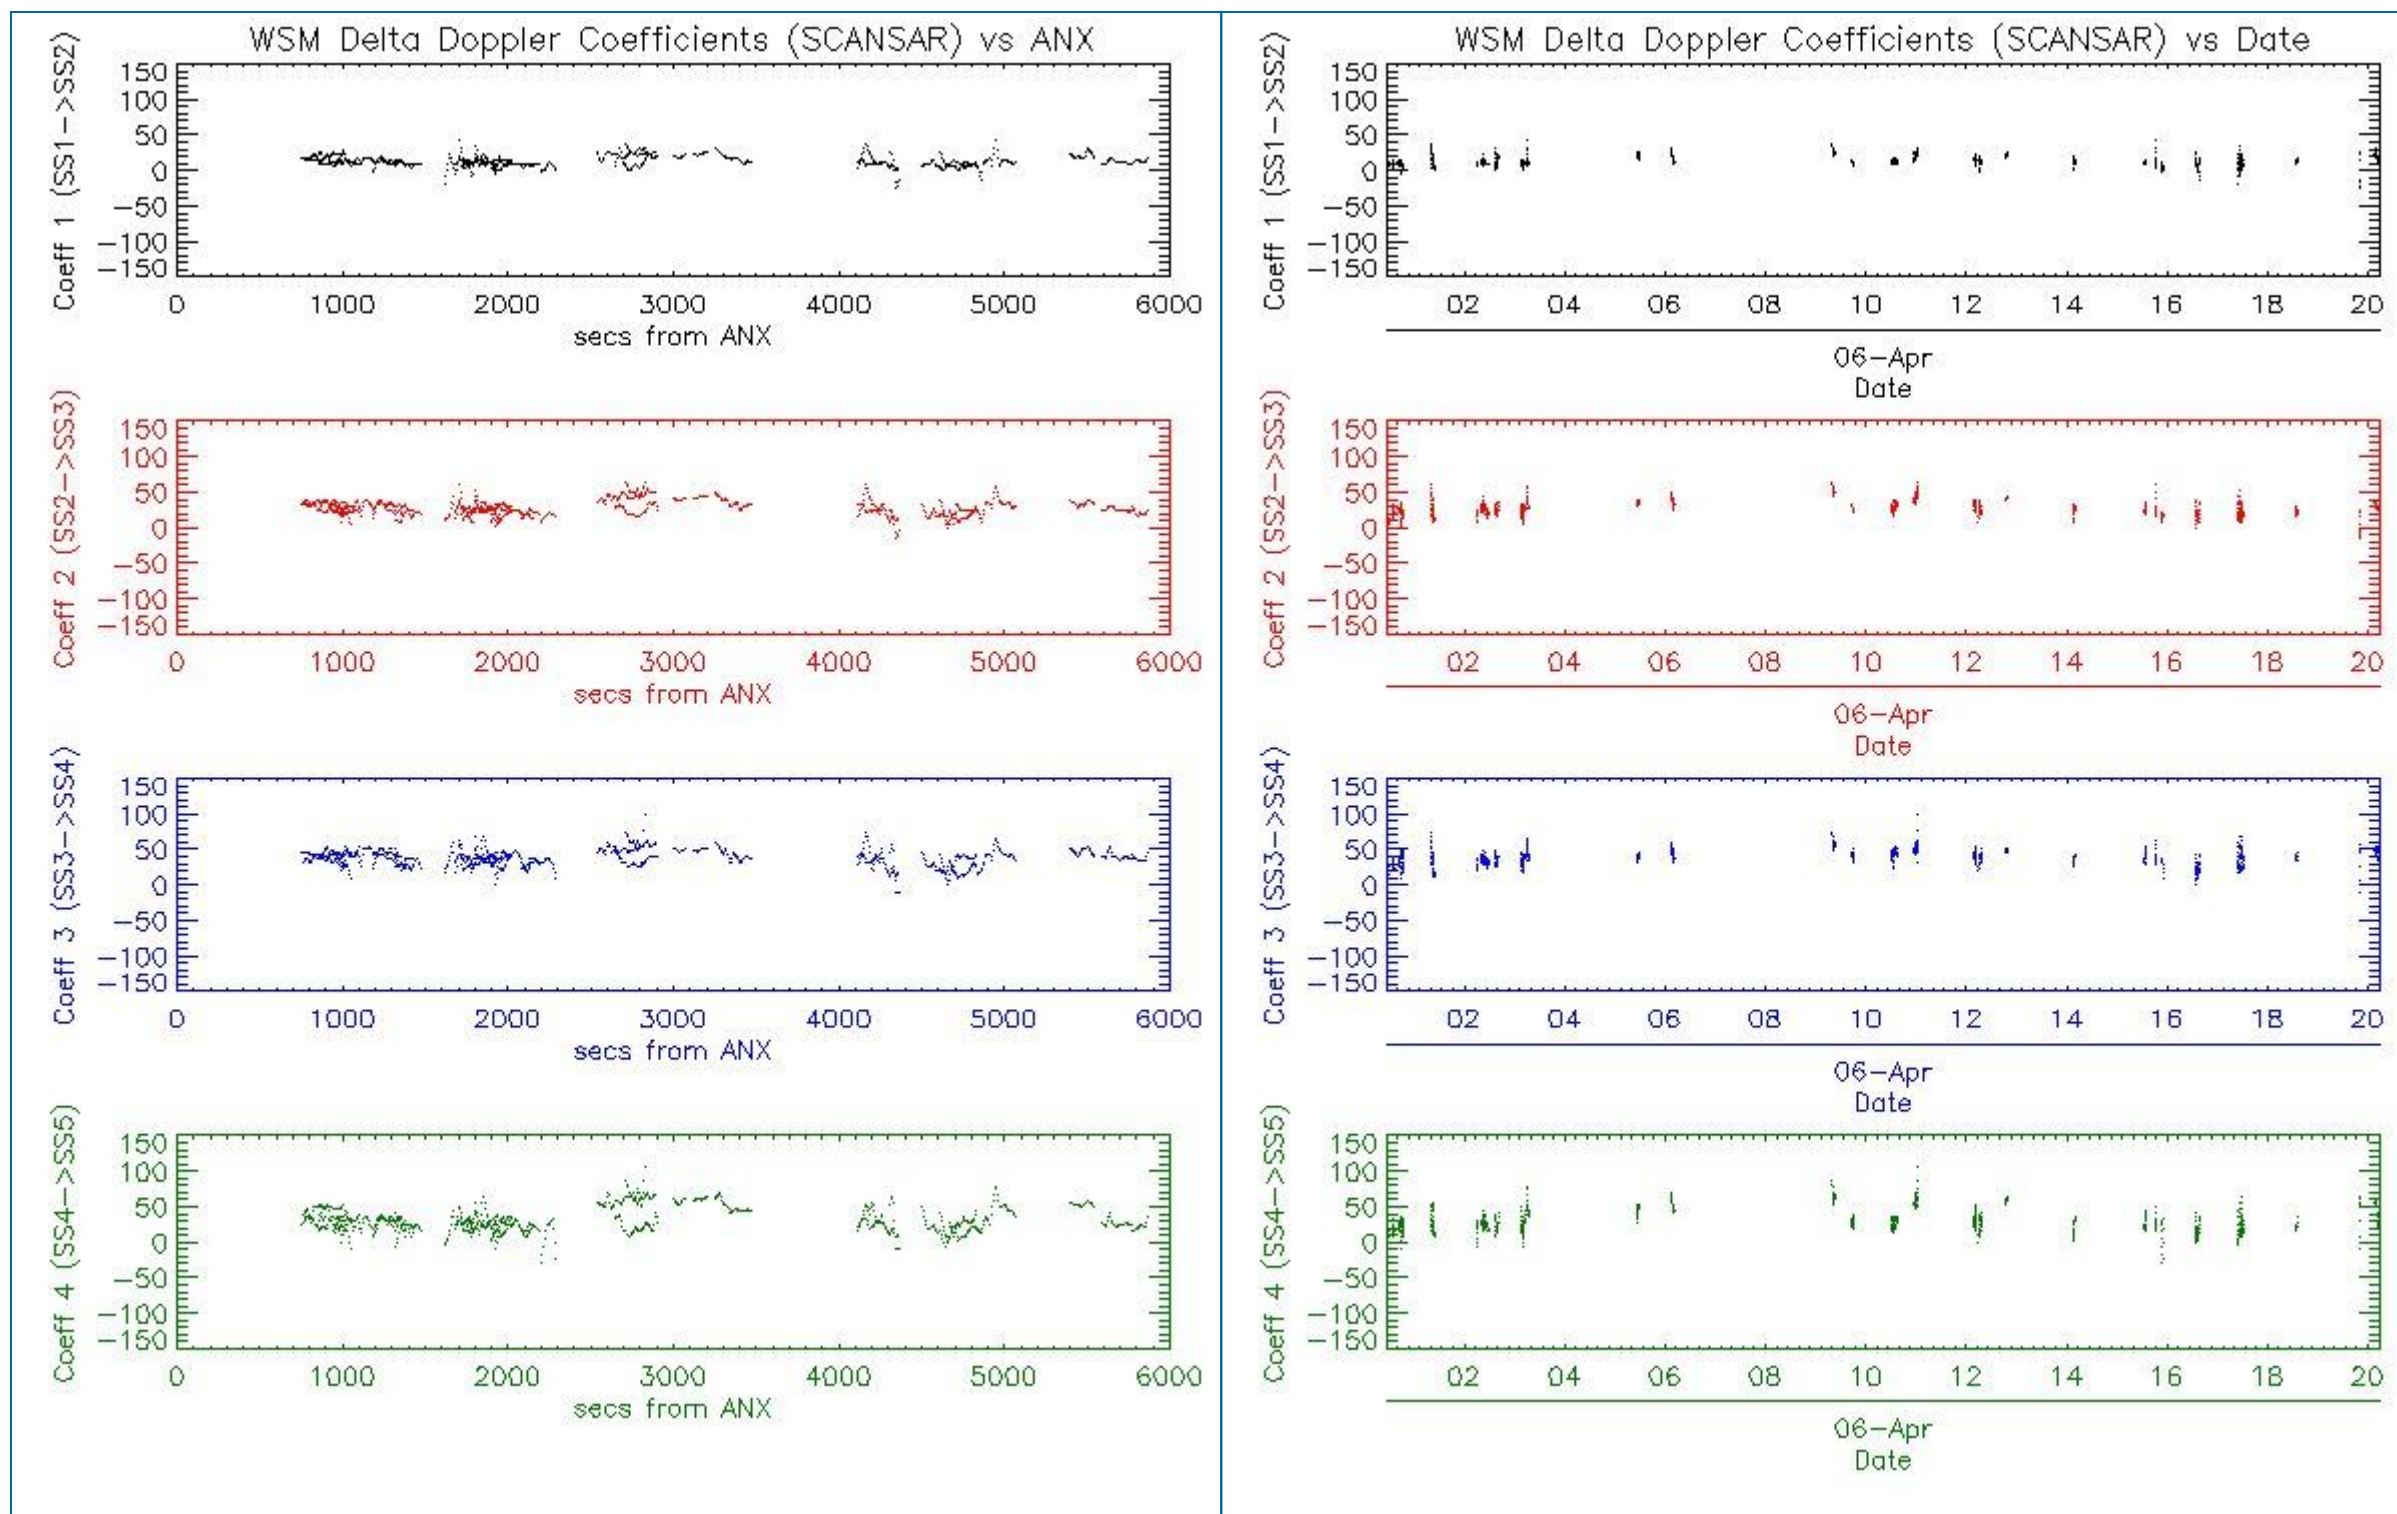 WSM Delta Doppler Coefficients (SCANSAR) vs ANX
Coeff 1 (SS1->SS2)
150
100
50
0
-50
-100
-150
0 1000 2000 3000 4000 5000 6000
secs from ANX
Coeff 2 (SS2->SS3)
150
100
50
0
-50
-100
-150
0 1000 2000 3000 4000 5000 6000
secs from ANX
Coeff 3 (SS3->SS4)
150
100
50
0
-50
-100
-150
0 1000 2000 3000 4000 5000 6000
secs from ANX
Coeff 4 (SS4->SS5)
150
100
50
0
-50
-100
-150
0 1000 2000 3000 4000 5000 6000
secs from ANX
WSM Delta Doppler Coefficients (SCANSAR) vs Date
Coeff 1 (SS1->SS2)
150
100
50
0
-50
-100
-150
02 04 06 08 10 12 14 16 18 20
06-Apr
Date
Coeff 2 (SS2->SS3)
150
100
50
0
-50
-100
-150
02 04 06 08 10 12 14 16 18 20
06-Apr
Date
Coeff 3 (SS3->SS4)
150
100
50
0
-50
-100
-150
02 04 06 08 10 12 14 16 18 20
06-Apr
Date
Coeff 4 (SS4->SS5)
150
100
50
0
-50
-100
-150
02 04 06 08 10 12 14 16 18 20
06-Apr
Date